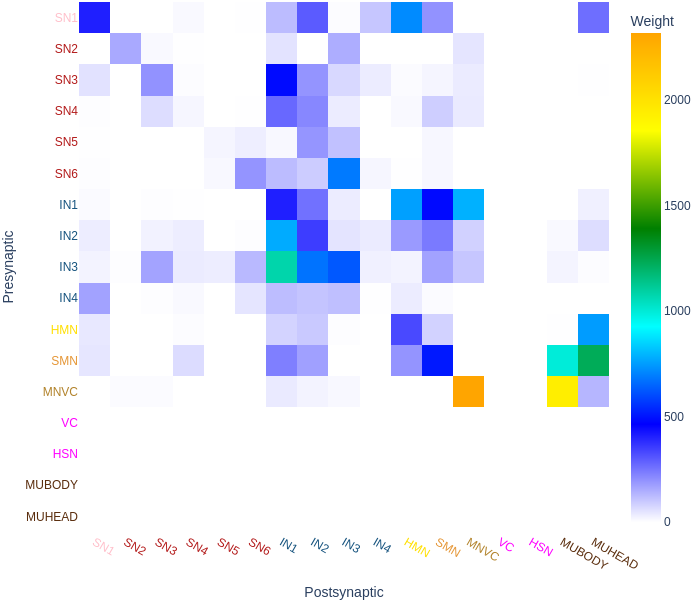 Weight
SN1
SN2
SN3
SN4
SN5
SN6
IN1
IN2
IN3
IN4
HMN
SMN
MNVC
VC
HSN
MUBODY
MUHEAD
Presynaptic
2000
1500
1000
500
0
SN1 SN2 SN3 SN4 SN5 SN6 IN1 IN2 IN3 IN4 HMN SMN MNVC VC HSN MUBODY MUHEAD
Postsynaptic